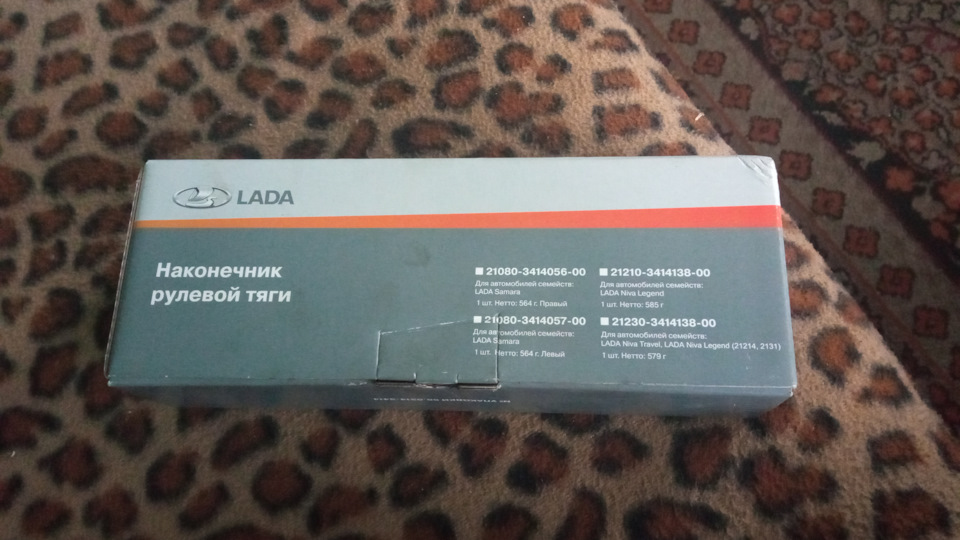 LADA
Наконечник
рулевой тяги
21080-3414056-00
Для автомобилей семейств:
LADA Samara
1 шт. Нетто: 564 г. Правый
21080-3414057-00
Для автомобилей семейств:
LADA Samara
1 шт. Нетто: 564 г. Левый
21210-3414138-00
Для автомобилей семейств:
LADA Niva Legend
1 шт. Нетто: 585 г
21230-3414138-00
Для автомобилей семейств:
LADA Niva Travel, LADA Niva Legend (21214, 2131)
1 шт. Нетто: 579 г